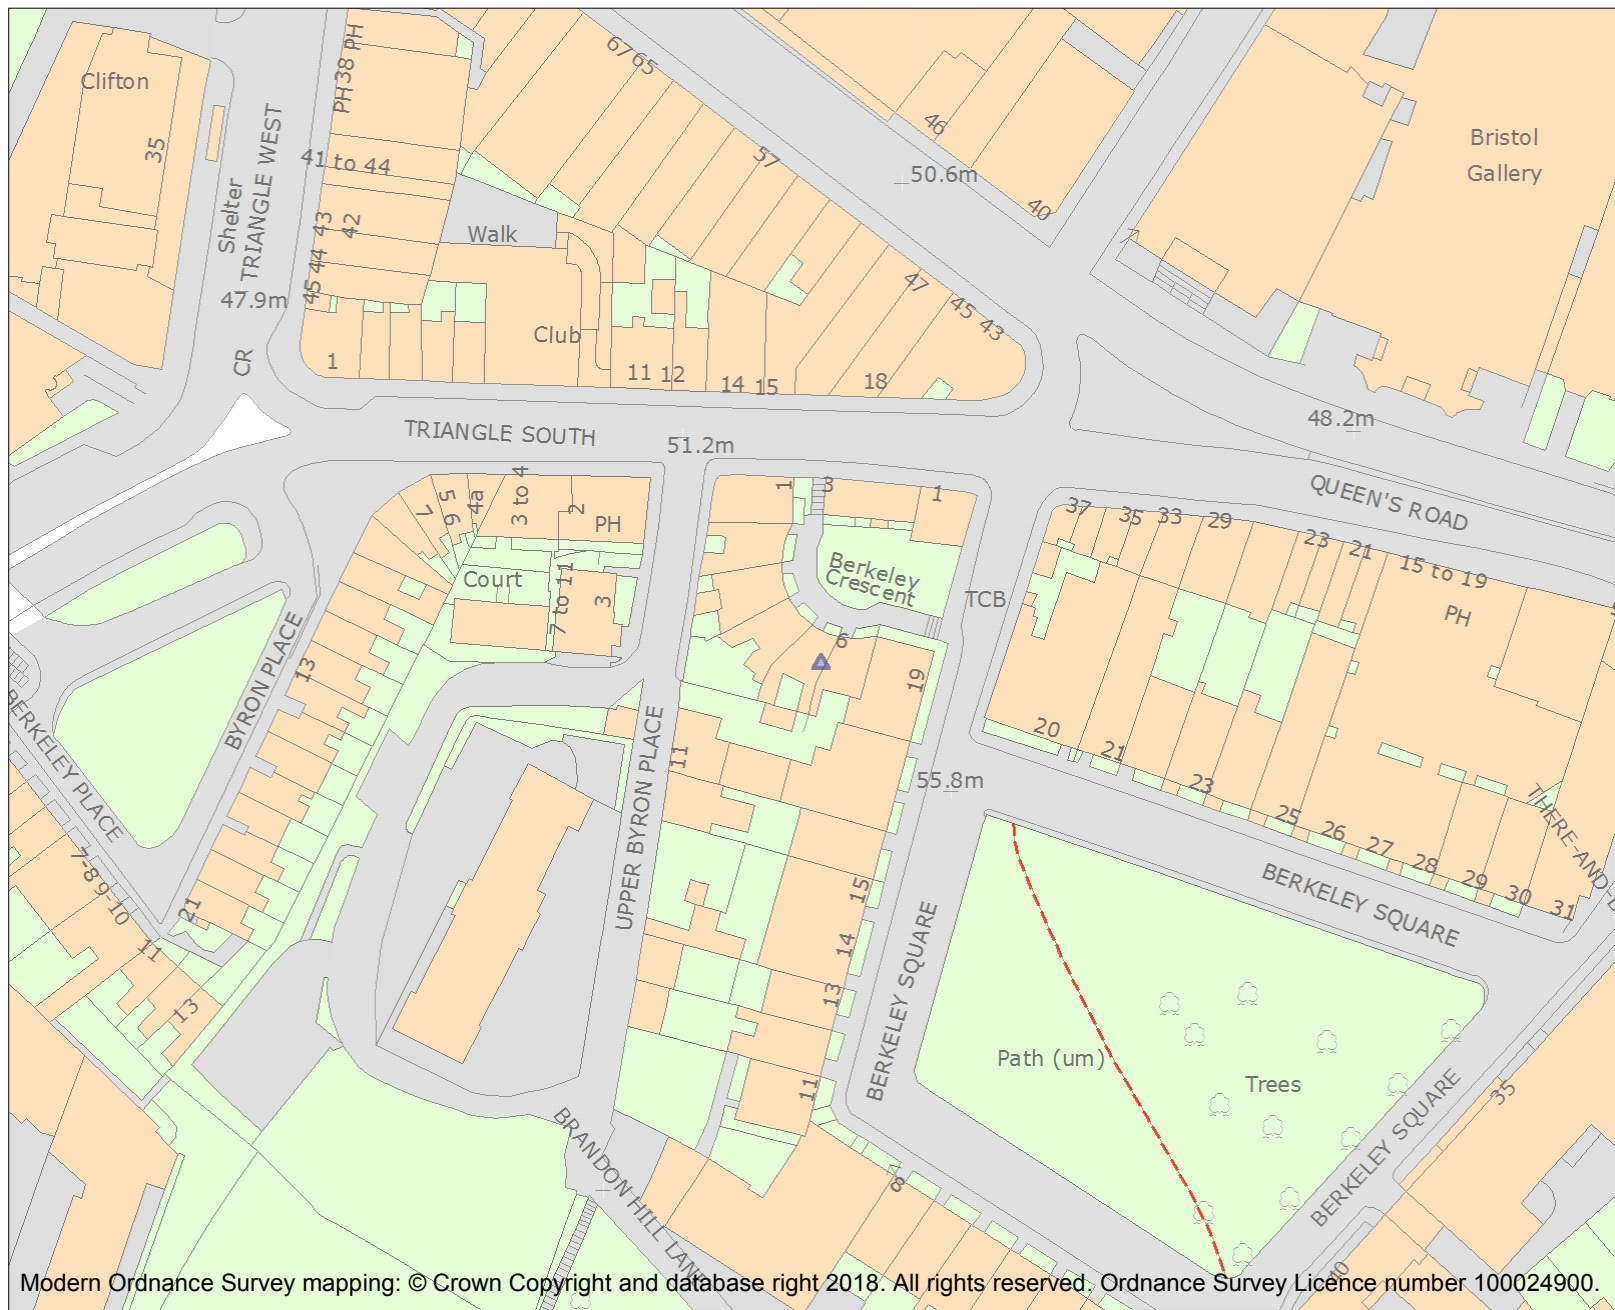 67 65
PH 38 PH
Clifton
35
46
Bristol
Gallery
TRIANGLE WEST
41 to 44
57
50.6m
40
7
Shelter
43
42
Walk
45 44
47.9m
47
45
43
Club
CR
1
11
12
14
15
18
48.2m
TRIANGLE SOUTH
51.2m
QUEEN'S ROAD
7
6
5
4a
3 to 4
2
PH
1
3
1
37
35
33
29
23
21
15 to 19
PH
Court
7 to 11
3
Berkeley
Crescent
TCB
6
19
13
BYRON PLACE
BERKELEY PLACE
11
UPPER BYRON PLACE
20
21
23
25
26
27
28
29
30
31
55.8m
THERE-AND-
7-8
9-10
21
11
13
BERKELEY SQUARE
15
14
13
11
BERKELEY SQUARE
Path (um)
Trees
35
BERKELEY SQUARE
BRANDON HILL LANE
8
40
Modern Ordnance Survey mapping: © Crown Copyright and database right 2018. All rights reserved. Ordnance Survey Licence number 100024900.